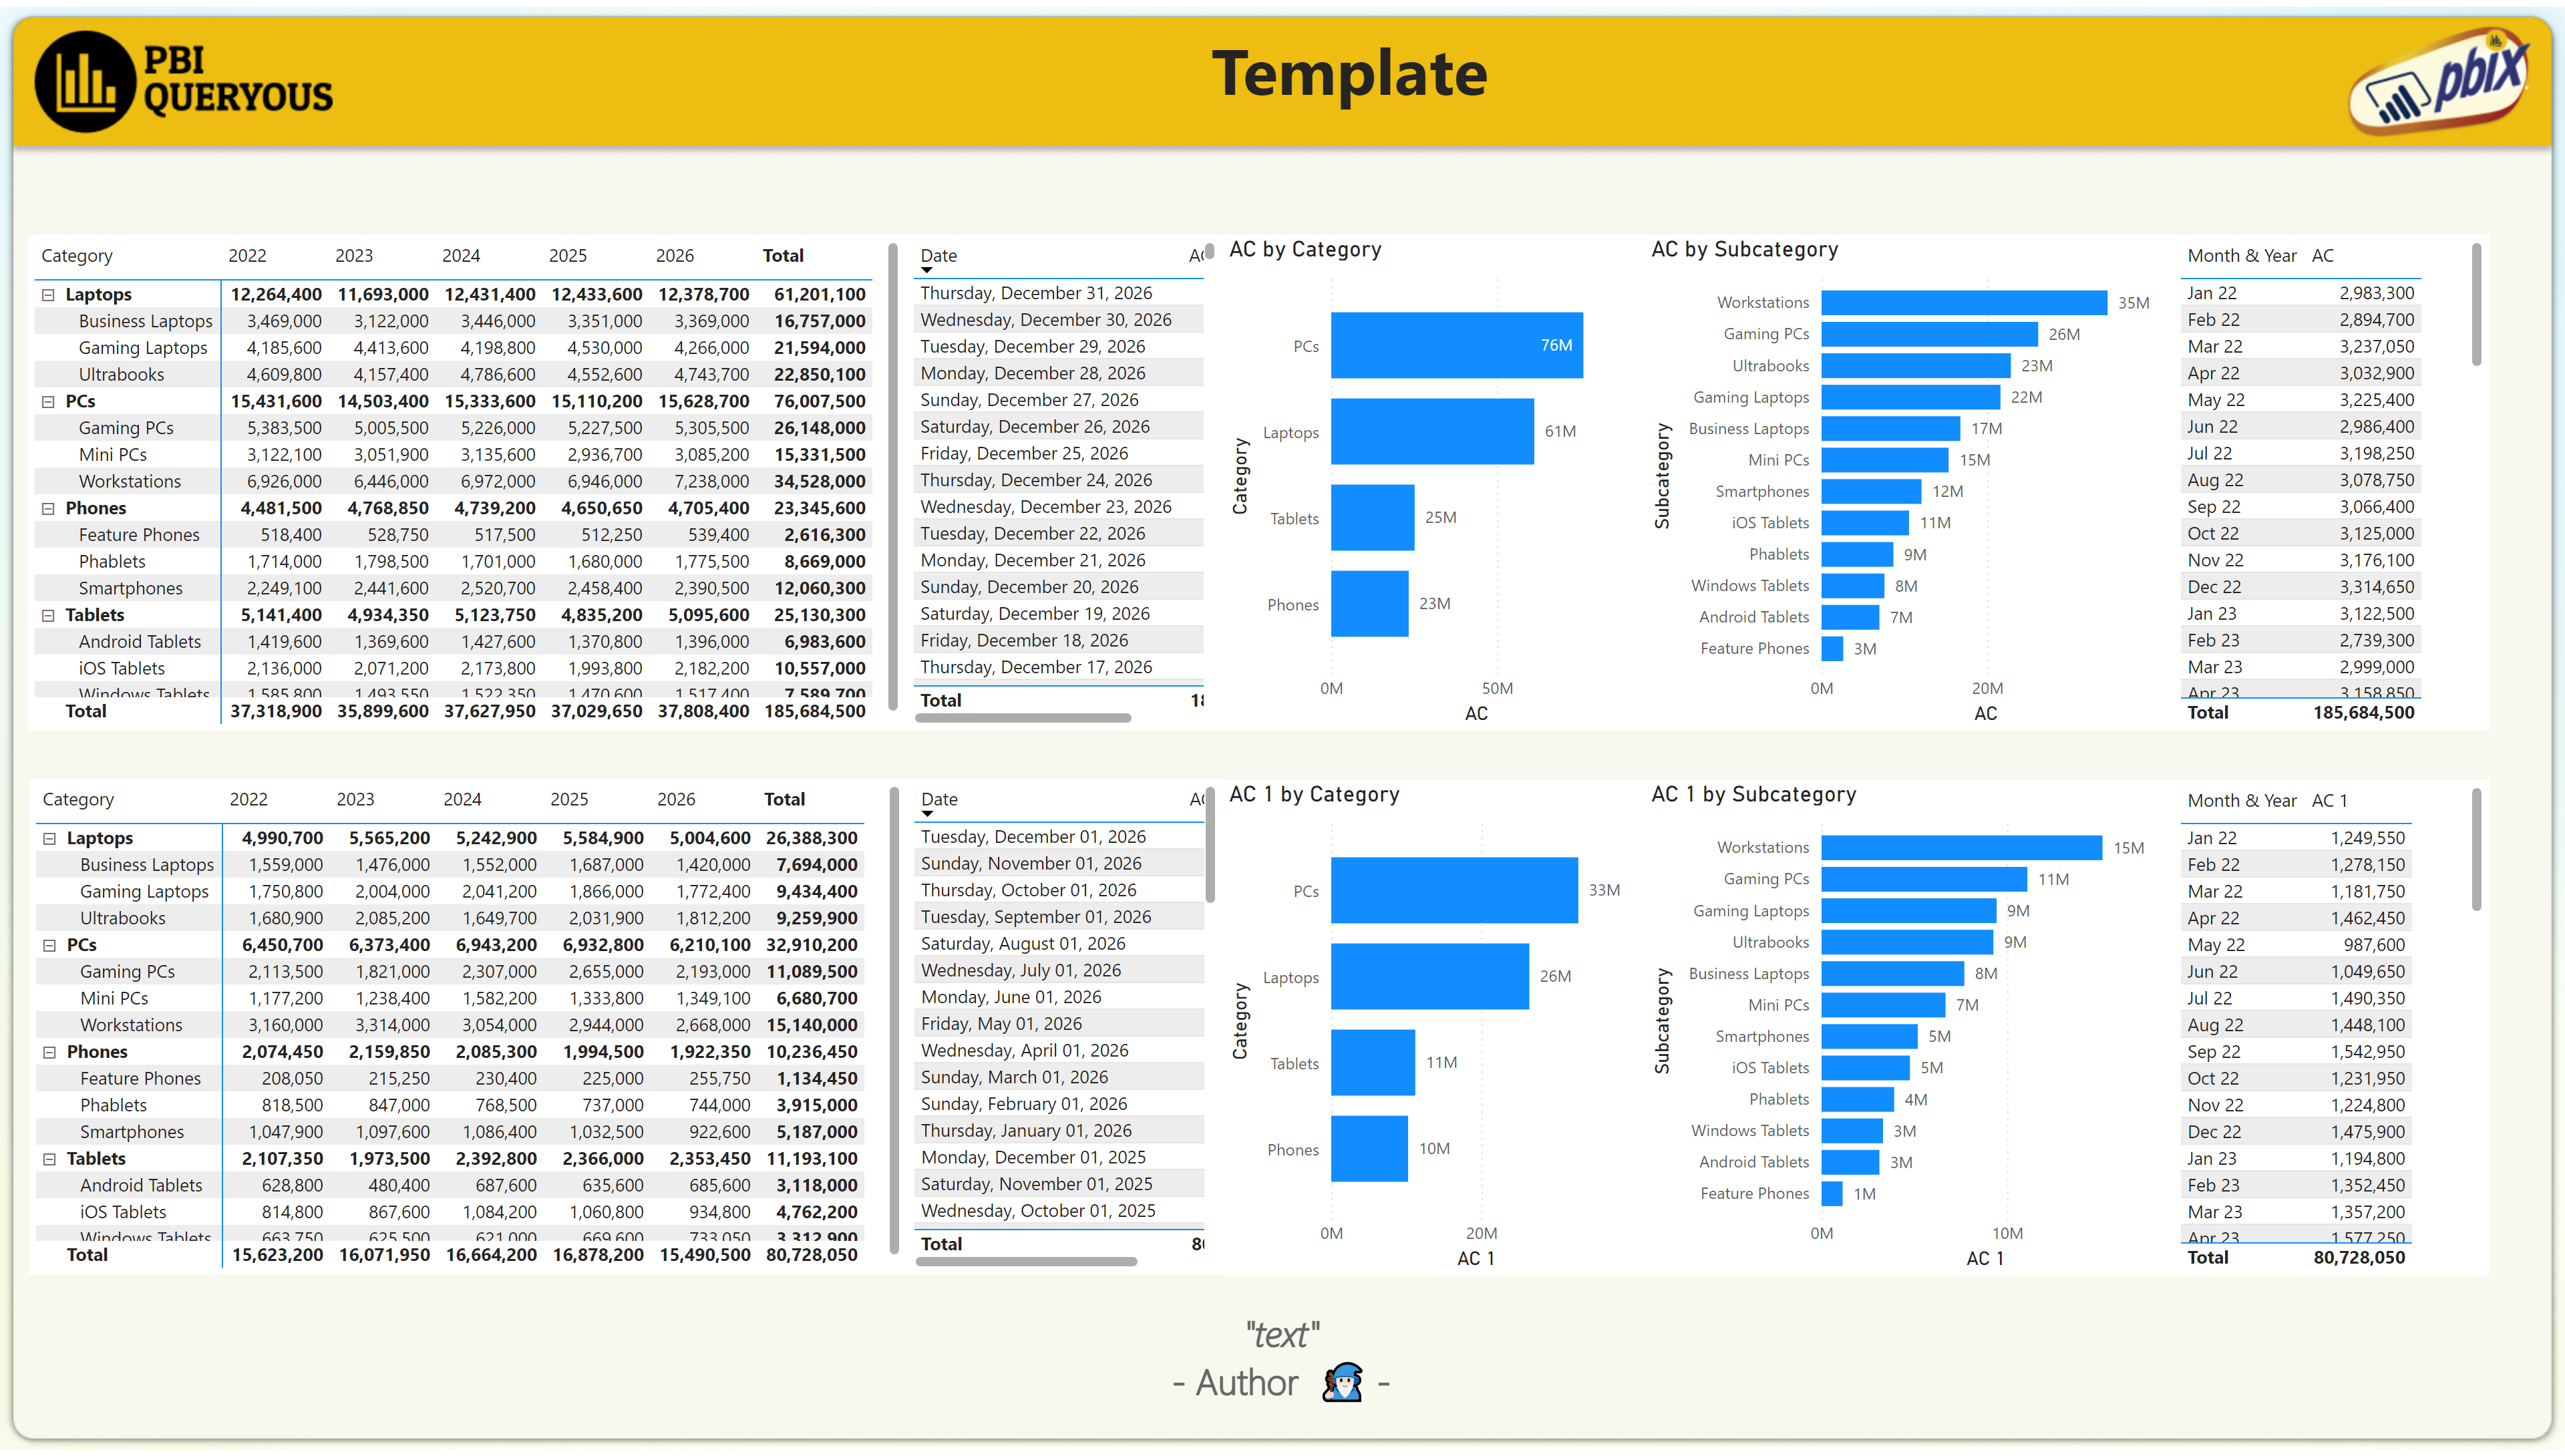 PBI
QUERYOUS
Template
pbix
Category 2022 2023 2024 2025 2026 Total
Laptops 12,264,400 11,693,000 12,431,400 12,433,600 12,378,700 61,201,100
Business Laptops 3,469,000 3,122,000 3,446,000 3,351,000 3,369,000 16,757,000
Gaming Laptops 4,185,600 4,413,600 4,198,800 4,530,000 4,266,000 21,594,000
Ultrabooks 4,609,800 4,157,400 4,786,600 4,552,600 4,743,700 22,850,100
PCs 15,431,600 14,503,400 15,333,600 15,110,200 15,628,700 76,007,500
Gaming PCs 5,383,500 5,005,500 5,226,000 5,227,500 5,305,500 26,148,000
Mini PCs 3,122,100 3,051,900 3,135,600 2,936,700 3,085,200 15,331,500
Workstations 6,926,000 6,446,000 6,972,000 6,946,000 7,238,000 34,528,000
Phones 4,481,500 4,768,850 4,739,200 4,650,650 4,705,400 23,345,600
Feature Phones 518,400 528,750 517,500 512,250 539,400 2,616,300
Phablets 1,714,000 1,798,500 1,701,000 1,680,000 1,775,500 8,669,000
Smartphones 2,249,100 2,441,600 2,520,700 2,458,400 2,390,500 12,060,300
Tablets 5,141,400 4,934,350 5,123,750 4,835,200 5,095,600 25,130,300
Android Tablets 1,419,600 1,369,600 1,427,600 1,370,800 1,396,000 6,983,600
iOS Tablets 2,136,000 2,071,200 2,173,800 1,993,800 2,182,200 10,557,000
Windows Tablets 1,585,800 1,493,550 1,522,350 1,470,600 1,517,400 7,589,700
Total 37,318,900 35,899,600 37,627,950 37,029,650 37,808,400 185,684,500
Date
Thursday, December 31, 2026
Wednesday, December 30, 2026
Tuesday, December 29, 2026
Monday, December 28, 2026
Sunday, December 27, 2026
Saturday, December 26, 2026
Friday, December 25, 2026
Thursday, December 24, 2026
Wednesday, December 23, 2026
Tuesday, December 22, 2026
Monday, December 21, 2026
Sunday, December 20, 2026
Saturday, December 19, 2026
Friday, December 18, 2026
Thursday, December 17, 2026
Total
AC by Category
Category
PCs 76M
Laptops 61M
Tablets 25M
Phones 23M
0M 50M
AC
AC by Subcategory
Subcategory
Workstations 35M
Gaming PCs 26M
Ultrabooks 23M
Gaming Laptops 22M
Business Laptops 17M
Mini PCs 15M
Smartphones 12M
iOS Tablets 11M
Phablets 9M
Windows Tablets 8M
Android Tablets 7M
Feature Phones 3M
0M 20M
AC
Month & Year AC
Jan 22 2,983,300
Feb 22 2,894,700
Mar 22 3,237,050
Apr 22 3,032,900
May 22 3,225,400
Jun 22 2,986,400
Jul 22 3,198,250
Aug 22 3,078,750
Sep 22 3,066,400
Oct 22 3,125,000
Nov 22 3,176,100
Dec 22 3,314,650
Jan 23 3,122,500
Feb 23 2,739,300
Mar 23 2,999,000
Apr 23 3,158,850
Total 185,684,500
Category 2022 2023 2024 2025 2026 Total
Laptops 4,990,700 5,565,200 5,242,900 5,584,900 5,004,600 26,388,300
Business Laptops 1,559,000 1,476,000 1,552,000 1,687,000 1,420,000 7,694,000
Gaming Laptops 1,750,800 2,004,000 2,041,200 1,866,000 1,772,400 9,434,400
Ultrabooks 1,680,900 2,085,200 1,649,700 2,031,900 1,812,200 9,259,900
PCs 6,450,700 6,373,400 6,943,200 6,932,800 6,210,100 32,910,200
Gaming PCs 2,113,500 1,821,000 2,307,000 2,655,000 2,193,000 11,089,500
Mini PCs 1,177,200 1,238,400 1,582,200 1,333,800 1,349,100 6,680,700
Workstations 3,160,000 3,314,000 3,054,000 2,944,000 2,668,000 15,140,000
Phones 2,074,450 2,159,850 2,085,300 1,994,500 1,922,350 10,236,450
Feature Phones 208,050 215,250 230,400 225,000 255,750 1,134,450
Phablets 818,500 847,000 768,500 737,000 744,000 3,915,000
Smartphones 1,047,900 1,097,600 1,086,400 1,032,500 922,600 5,187,000
Tablets 2,107,350 1,973,500 2,392,800 2,366,000 2,353,450 11,193,100
Android Tablets 628,800 480,400 687,600 635,600 685,600 3,118,000
iOS Tablets 814,800 867,600 1,084,200 1,060,800 934,800 4,762,200
Windows Tablets 663,750 625,500 621,000 669,600 733,050 3,312,900
Total 15,623,200 16,071,950 16,664,200 16,878,200 15,490,500 80,728,050
Date
Tuesday, December 01, 2026
Sunday, November 01, 2026
Thursday, October 01, 2026
Tuesday, September 01, 2026
Saturday, August 01, 2026
Wednesday, July 01, 2026
Monday, June 01, 2026
Friday, May 01, 2026
Wednesday, April 01, 2026
Sunday, March 01, 2026
Sunday, February 01, 2026
Thursday, January 01, 2026
Monday, December 01, 2025
Saturday, November 01, 2025
Wednesday, October 01, 2025
Total
AC 1 by Category
Category
PCs 33M
Laptops 26M
Tablets 11M
Phones 10M
0M 20M
AC 1
AC 1 by Subcategory
Subcategory
Workstations 15M
Gaming PCs 11M
Gaming Laptops 9M
Ultrabooks 9M
Business Laptops 8M
Mini PCs 7M
Smartphones 5M
iOS Tablets 5M
Phablets 4M
Windows Tablets 3M
Android Tablets 3M
Feature Phones 1M
0M 10M
AC 1
Month & Year AC 1
Jan 22 1,249,550
Feb 22 1,278,150
Mar 22 1,181,750
Apr 22 1,462,450
May 22 987,600
Jun 22 1,049,650
Jul 22 1,490,350
Aug 22 1,448,100
Sep 22 1,542,950
Oct 22 1,231,950
Nov 22 1,224,800
Dec 22 1,475,900
Jan 23 1,194,800
Feb 23 1,352,450
Mar 23 1,357,200
Apr 23 1,577,250
Total 80,728,050
"text"
- Author -